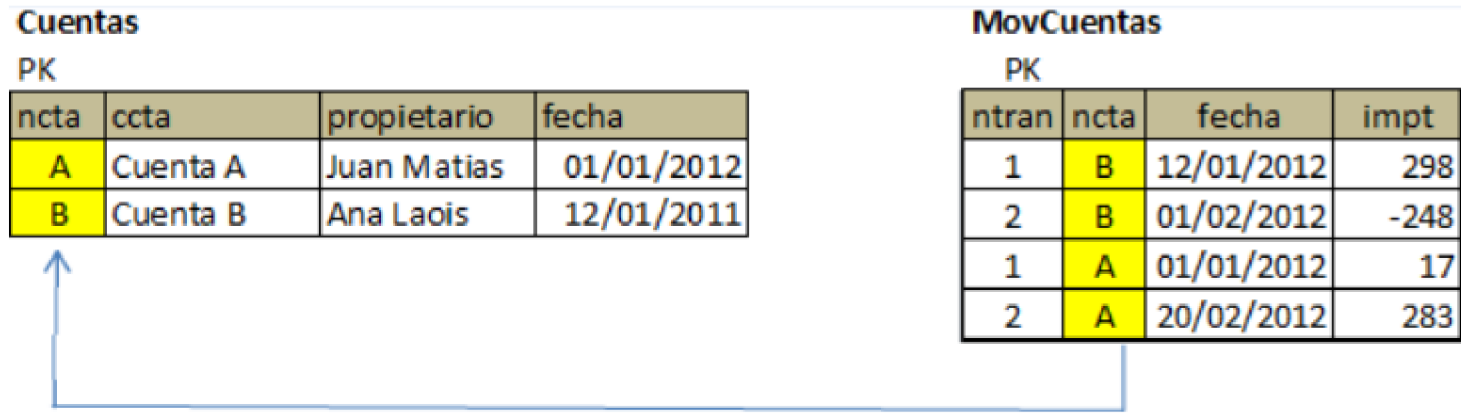 Cuentas
PK
ncta ccta propietario fecha
A Cuenta A Juan Matias 01/01/2012
B Cuenta B Ana Laois 12/01/2011
MovCuentas
PK
ntran ncta fecha impt
1 B 12/01/2012 298
2 B 01/02/2012 -248
1 A 01/01/2012 17
2 A 20/02/2012 283